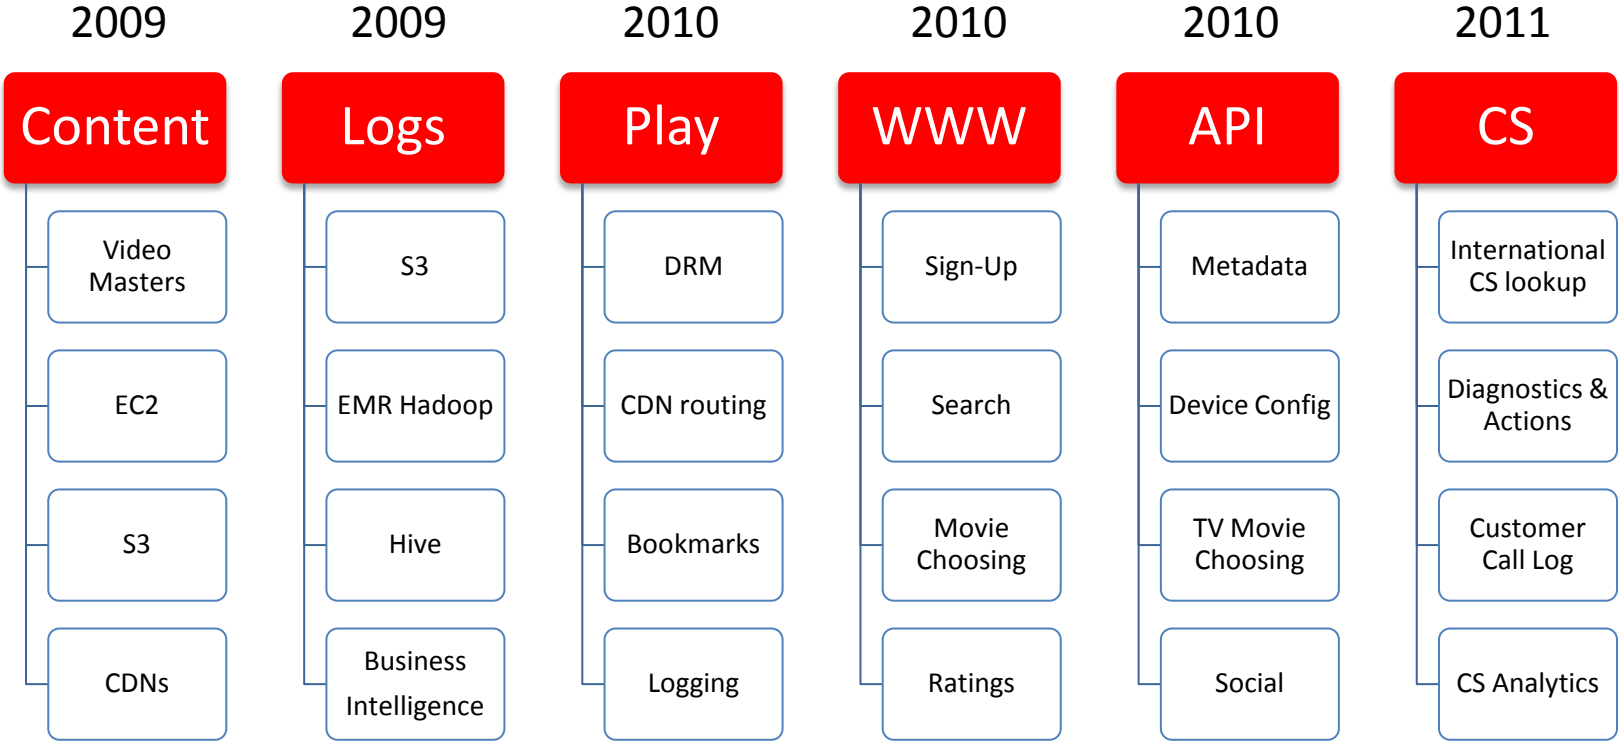 2009
Content
Video
Masters
EC2
S3
CDNs
2009
Logs
S3
EMR Hadoop
Hive
Business
Intelligence
2010
Play
DRM
CDN routing
Bookmarks
Logging
2010
WWW
Sign-Up
Search
Movie
Choosing
Ratings
2010
API
Metadata
Device Config
TV Movie
Choosing
Social
2011
CS
International
CS lookup
Diagnostics &
Actions
Customer
Call Log
CS Analytics